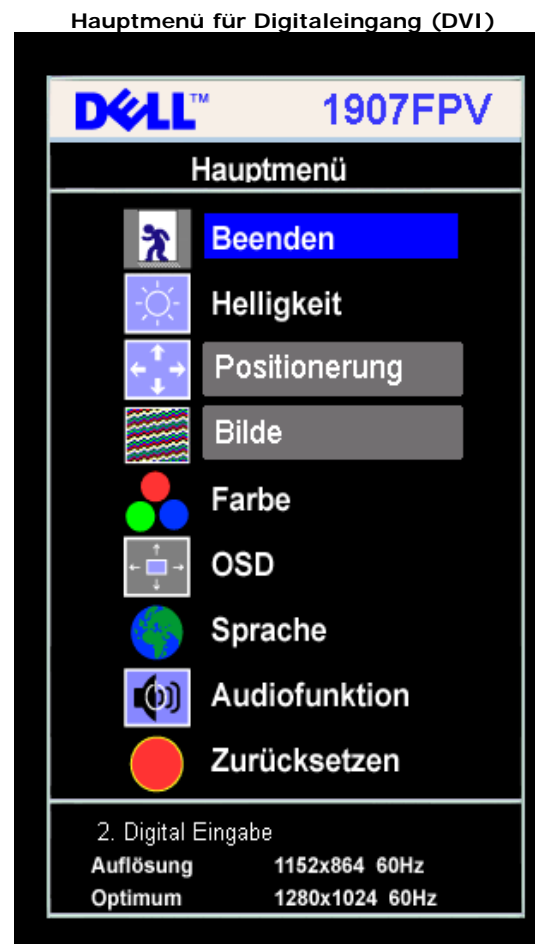 Hauptmenü für Digitaleingang (DVI)
DELL™ 1907FPV
Hauptmenü
Beenden
Helligkeit
Positionerung
Bilde
Farbe
OSD
Sprache
Audiofunktion
Zurücksetzen
2. Digital Eingabe
Auflösung 1152x864 60Hz
Optimum 1280x1024 60Hz